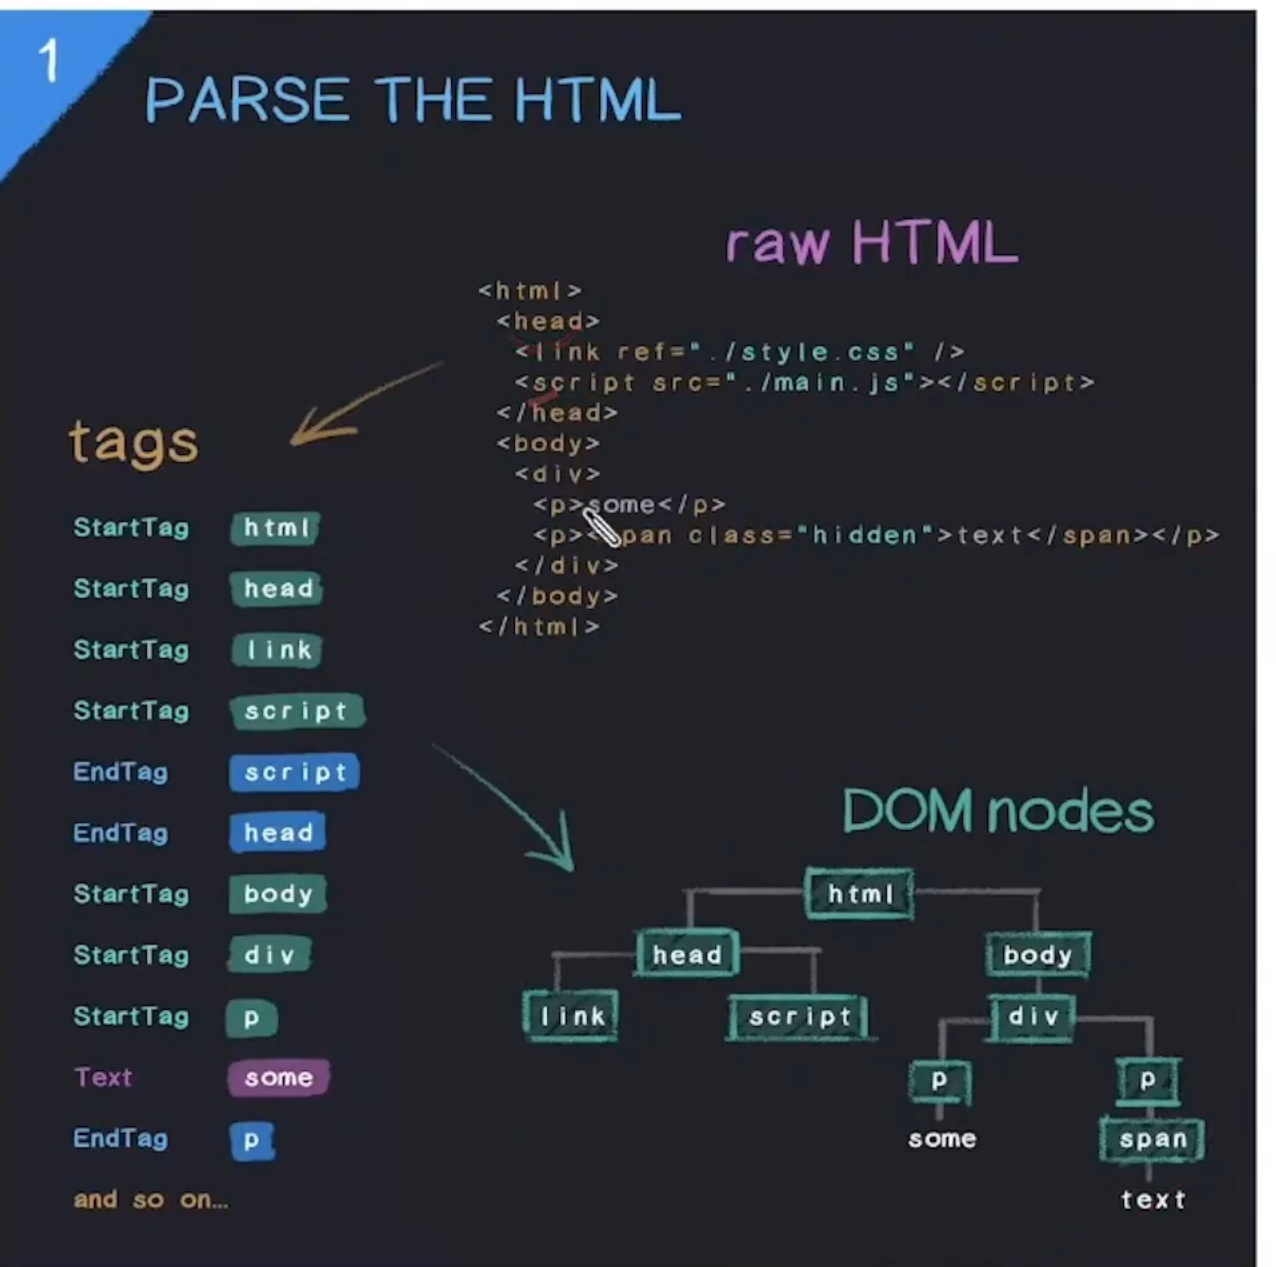 1
PARSE THE HTML
raw HTML
<html>
<head>
<link ref="./style.css" />
<script src="./main.js"></script>
</head>
<body>
<div>
<p>some</p>
<p>< pan class="hidden">text</span></p>
</div>
</body>
</html>
tags
StartTag html
StartTag head
StartTag link
StartTag script
EndTag script
EndTag head
StartTag body
StartTag div
StartTag p
Text some
EndTag p
and so on...
DOM nodes
html
head body
link script div
p p
some span
text